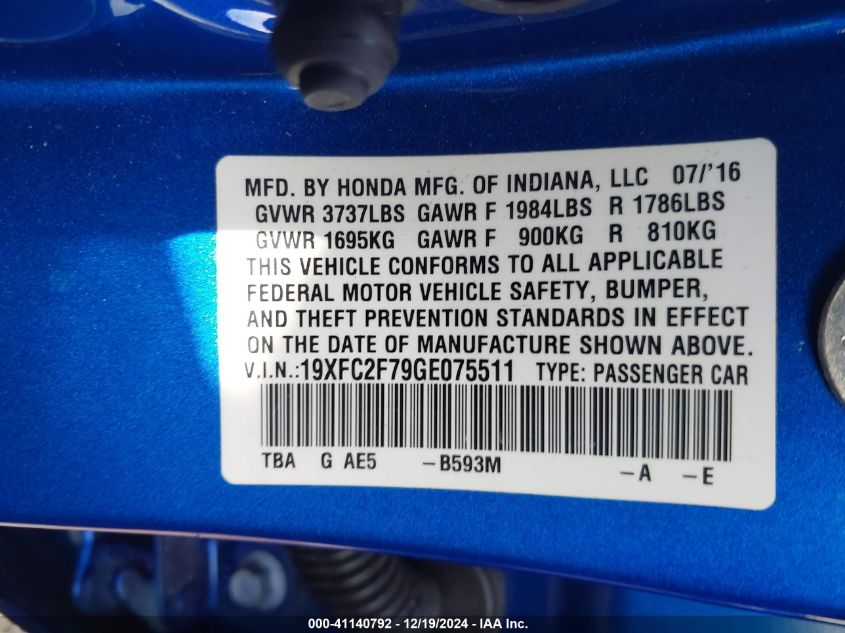 MFD. BY HONDA MFG. OF INDIANA, LLC 07/'16
GVWR 3737LBS GAWR F 1984LBS R 1786LBS
GVWR 1695KG GAWR F 900KG R 810KG
THIS VEHICLE CONFORMS TO ALL APPLICABLE
FEDERAL MOTOR VEHICLE SAFETY, BUMPER,
AND THEFT PREVENTION STANDARDS IN EFFECT
ON THE DATE OF MANUFACTURE SHOWN ABOVE.
V.I.N.:19XFC2F79GE075511 TYPE: PASSENGER CAR
TBA G AE5 -B593M -A -E
000-41140792 - 12/19/2024 - IAA Inc.